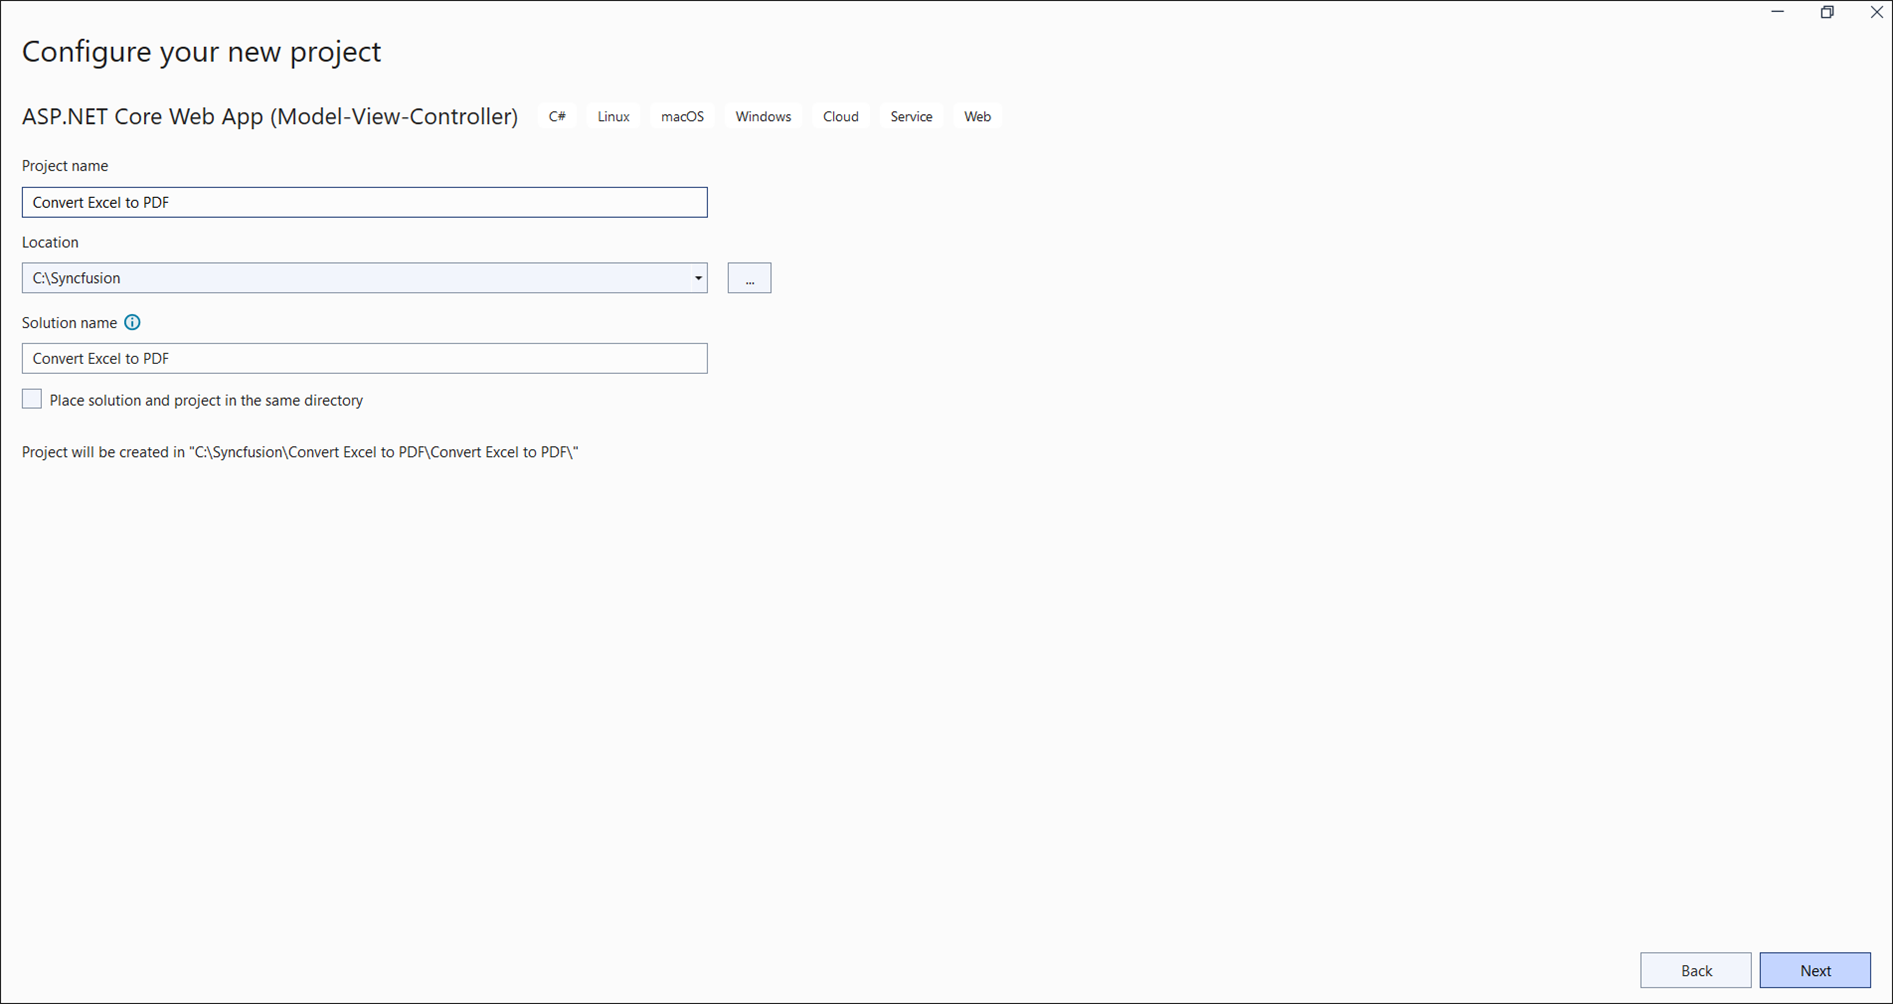 Configure your new project
ASP.NET Core Web App (Model-View-Controller) C# Linux macOS Windows Cloud Service Web
Project name
Convert Excel to PDF
Location
C:\Syncfusion
...
Solution name
Convert Excel to PDF
Place solution and project in the same directory
Project will be created in "C:\Syncfusion\Convert Excel to PDF\Convert Excel to PDF\"
Back Next